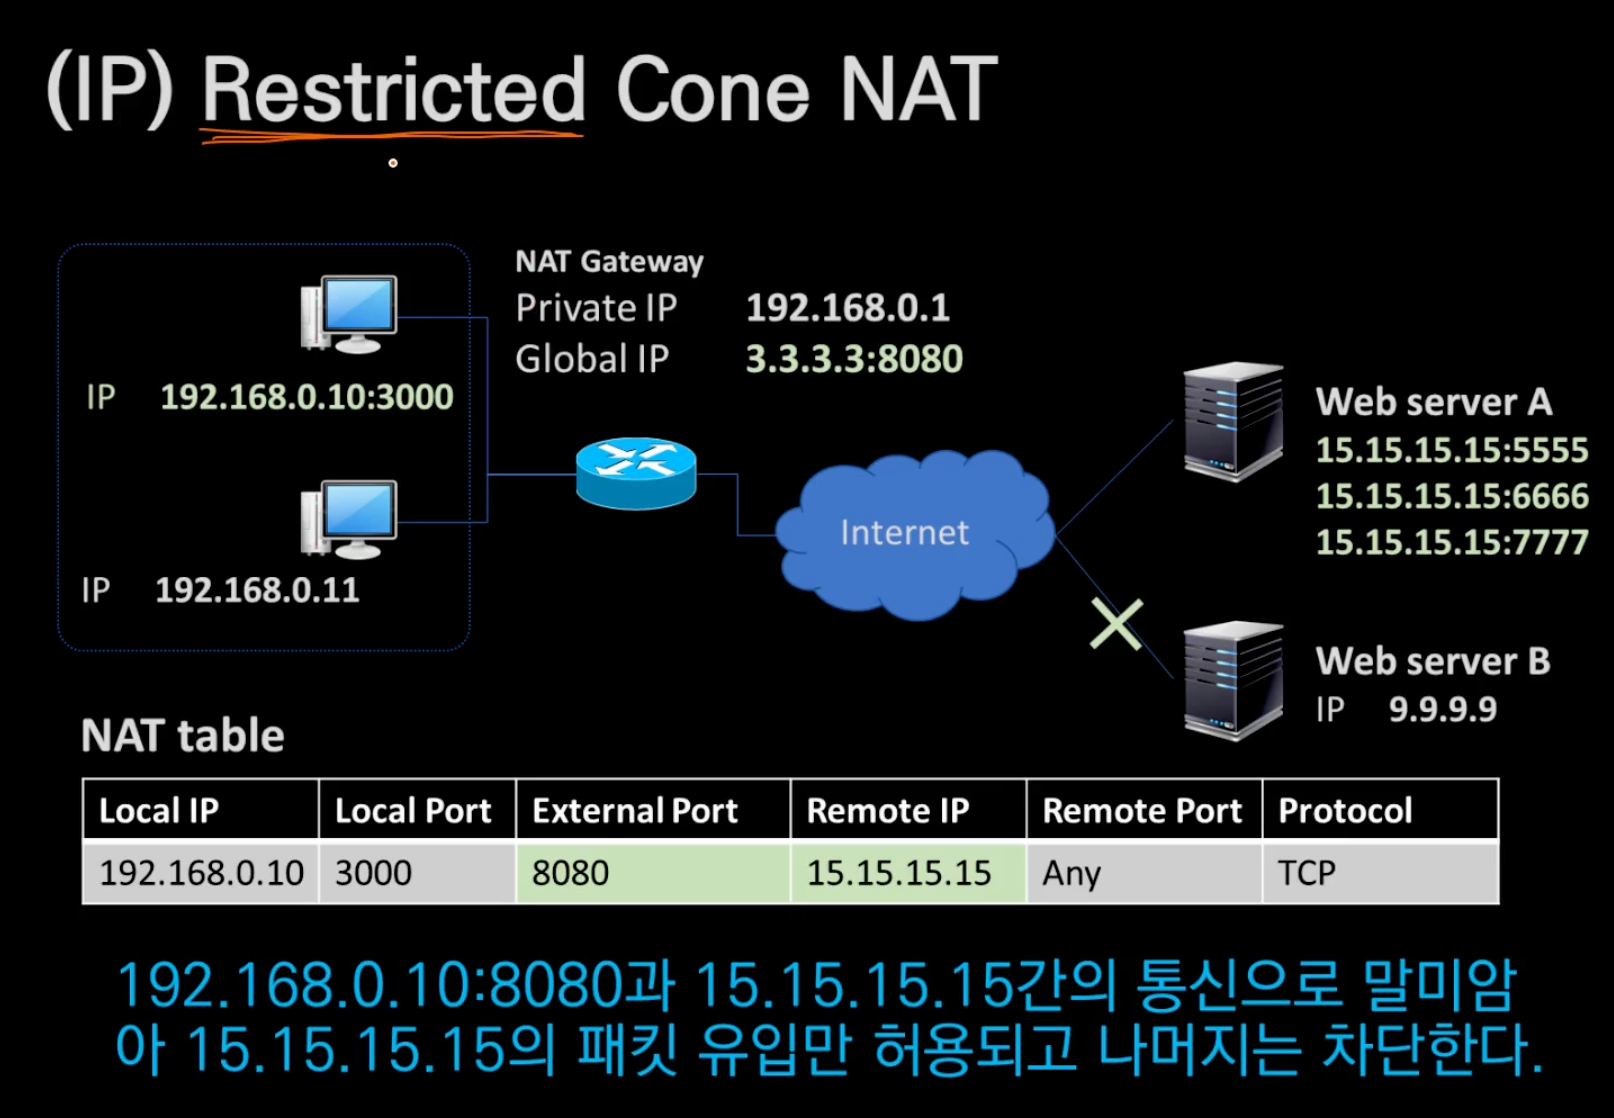 (IP) Restricted Cone NAT
NAT Gateway
Private IP 192.168.0.1
Global IP 3.3.3.3:8080
IP 192.168.0.10:3000
IP 192.168.0.11
Internet
Web server A
15.15.15.15:5555
15.15.15.15:6666
15.15.15.15:7777
Web server B
IP 9.9.9.9
NAT table
Local IP Local Port External Port Remote IP Remote Port Protocol
192.168.0.10 3000 8080 15.15.15.15 Any TCP
192.168.0.10:8080과 15.15.15.15간의 통신으로 말미암
아 15.15.15.15의 패킷 유입만 허용되고 나머지는 차단한다.